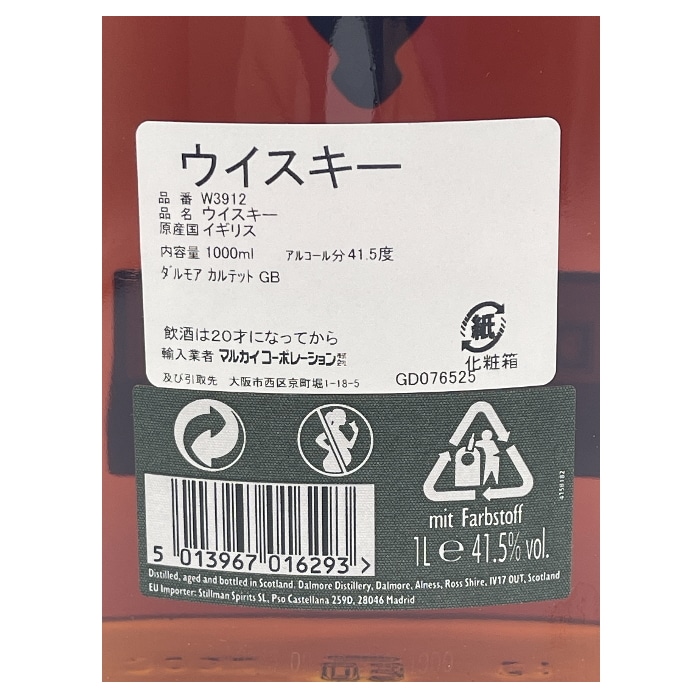 ウイスキー
品 番 W3912
品 名 ウイスキー
原産国 イギリス
内容量 1000ml アルコール分 41.5度
ダルモア カルテット GB
飲酒は20才になってから
輸入業者 マルカイコーポレーション株式会社
及び引取先 大阪市西区京町堀1-18-5
紙
化粧箱
GD076525
mit Farbstoff
1L e 41.5% vol.
4158182
5 013967 016293 >
Distilled, aged and bottled in Scotland. Dalmore Distillery, Dalmore, Alness, Ross Shire, IV17 0UT, Scotland
EU Importer: Stillman Spirits SL, Pso Castellana 259D, 28046 Madrid